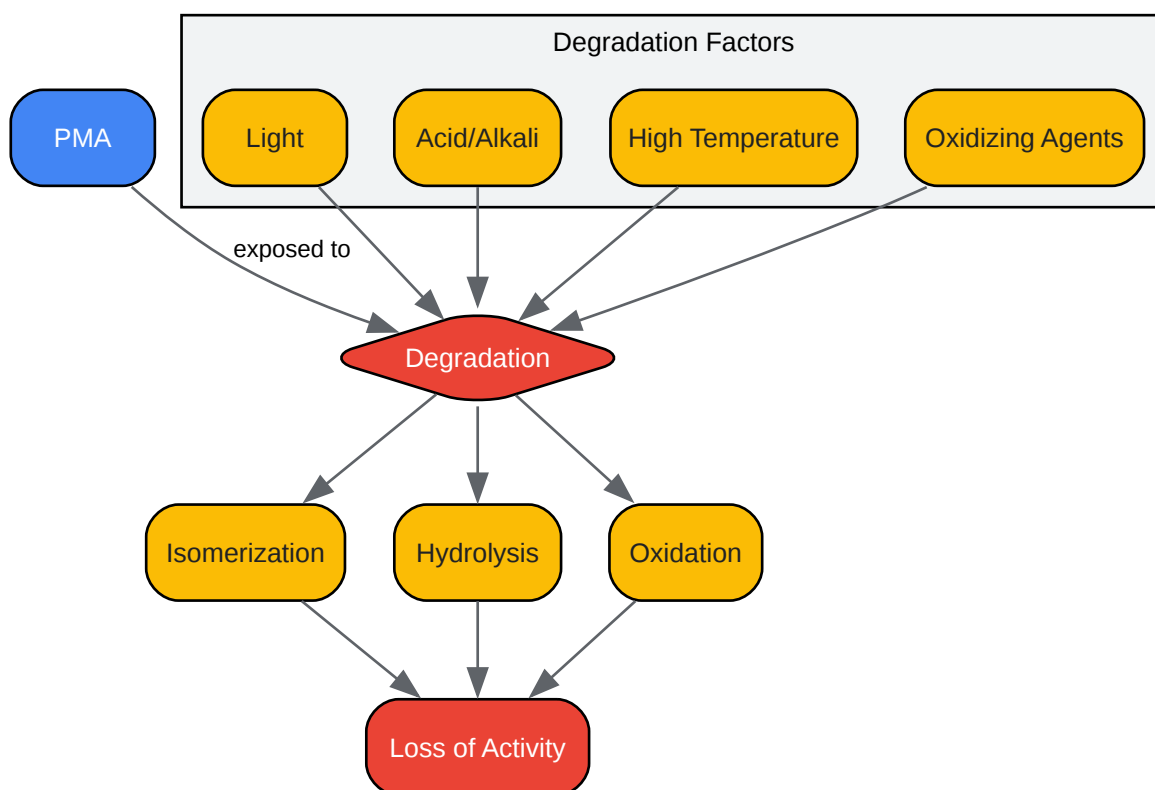 Degradation Factors
PMA
Light
Acid/Alkali
High Temperature
Oxidizing Agents
exposed to
Degradation
Isomerization
Hydrolysis
Oxidation
Loss of Activity